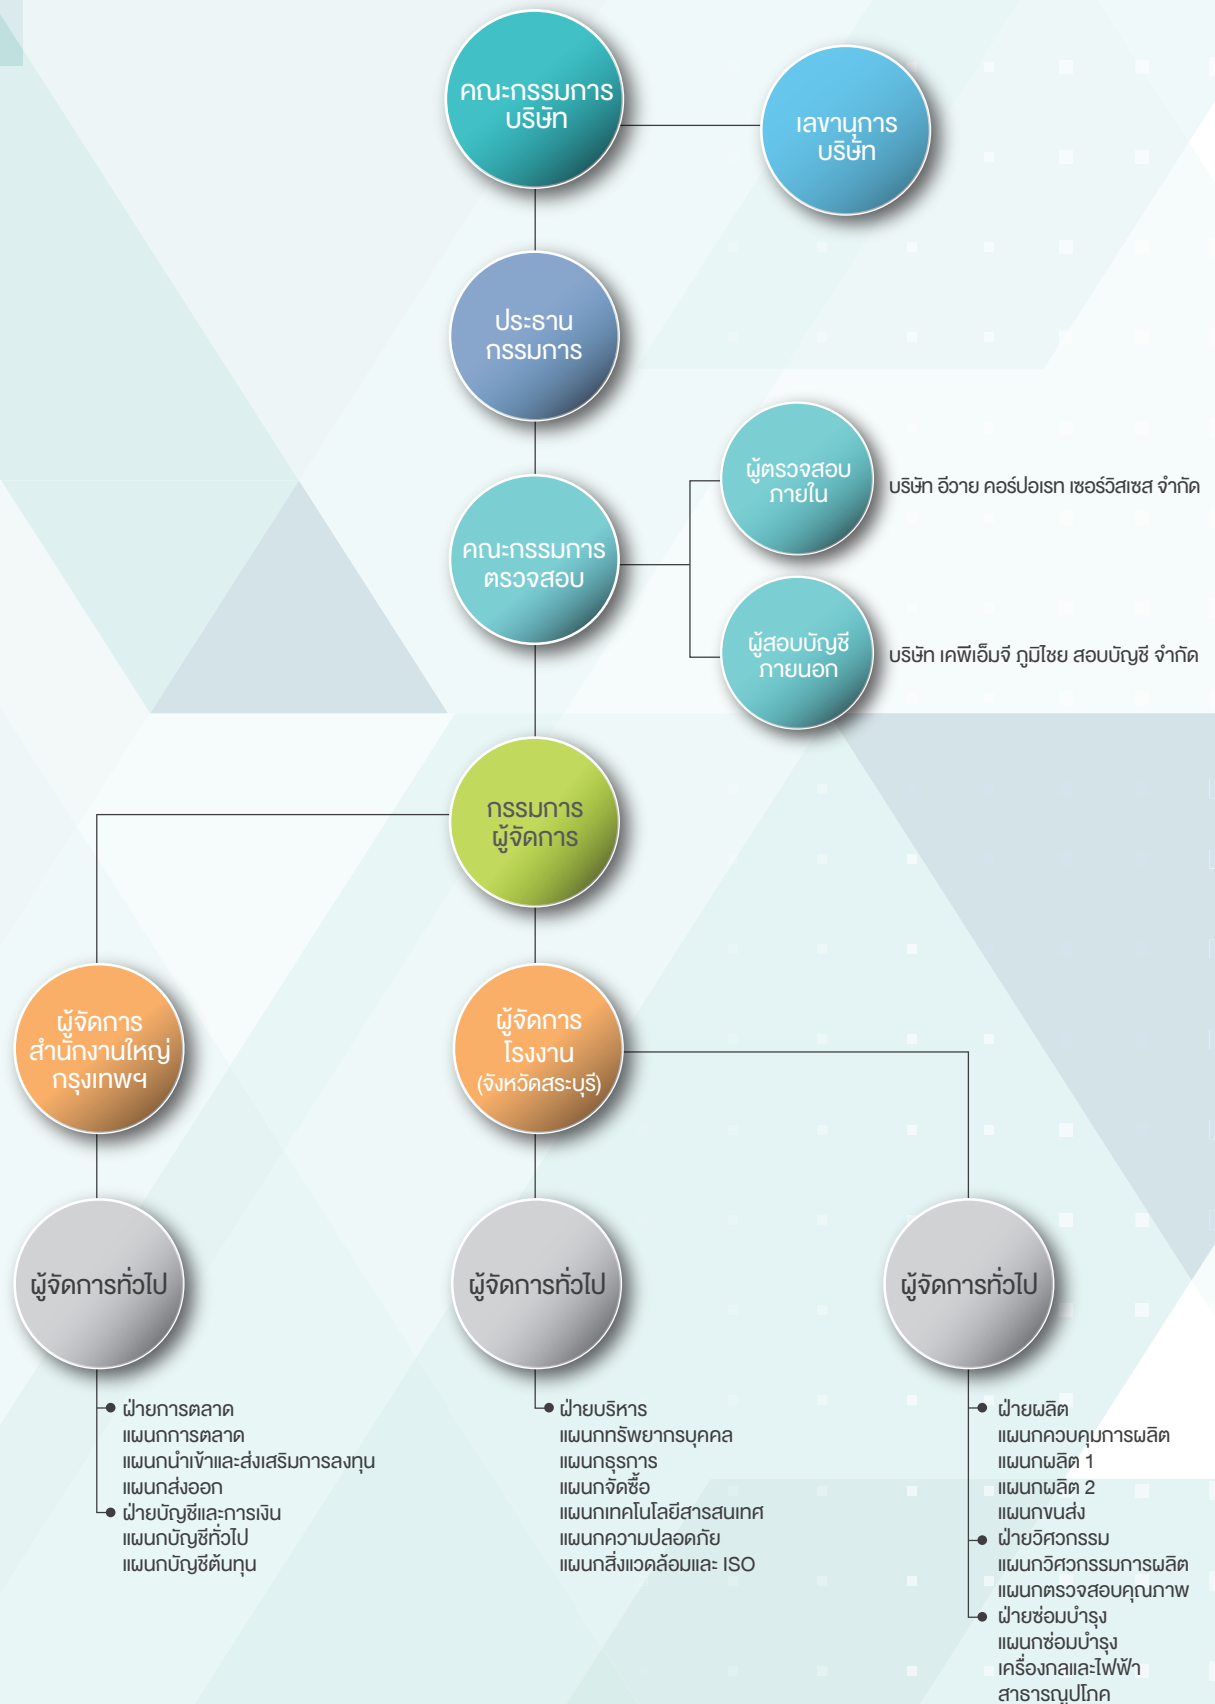 คณะกรรมการ
บริษัท
เลขานุการ
บริษัท
ประธาน
กรรมการ
คณะกรรมการ
ตรวจสอบ
ผู้ตรวจสอบ
ภายใน
บริษัท อีวาย คอร์ปอเรท เซอร์วิสเซส จำกัด
ผู้สอบบัญชี
ภายนอก
บริษัท เคพีเอ็มจี ภูมิไชย สอบบัญชี จำกัด
กรรมการ
ผู้จัดการ
ผู้จัดการ
สำนักงานใหญ่
กรุงเทพฯ
ผู้จัดการ
โรงงาน
(จังหวัดสระบุรี)
ผู้จัดการทั่วไป
ผู้จัดการทั่วไป
ผู้จัดการทั่วไป
ฝ่ายการตลาด
แผนกการตลาด
แผนกนำเข้าและส่งเสริมการลงทุน
แผนกส่งออก
ฝ่ายบัญชีและการเงิน
แผนกบัญชีทั่วไป
แผนกบัญชีต้นทุน
ฝ่ายบริหาร
แผนกทรัพยากรบุคคล
แผนกธุรการ
แผนกจัดซื้อ
แผนกเทคโนโลยีสารสนเทศ
แผนกความปลอดภัย
แผนกสิ่งแวดล้อมและ ISO
ฝ่ายผลิต
แผนกควบคุมการผลิต
แผนกผลิต 1
แผนกผลิต 2
แผนกขนส่ง
ฝ่ายวิศวกรรม
แผนกวิศวกรรมการผลิต
แผนกตรวจสอบคุณภาพ
ฝ่ายซ่อมบำรุง
แผนกซ่อมบำรุง
เครื่องกลและไฟฟ้า
สาธารณูปโภค